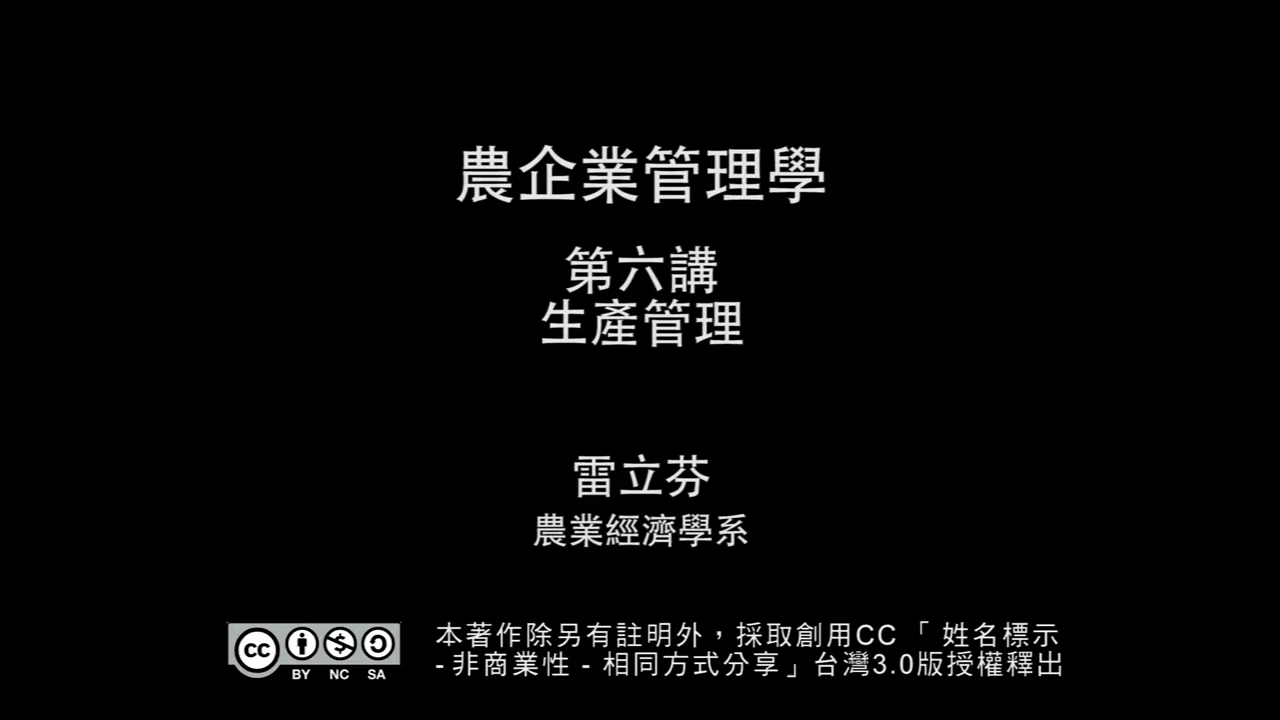 農企業管理學
第六講
生產管理
雷立芬
農業經濟學系
cc BY NC SA
本著作除另有註明外，採取創用CC「 姓名標示
- 非商業性 - 相同方式分享」台灣3.0版授權釋出